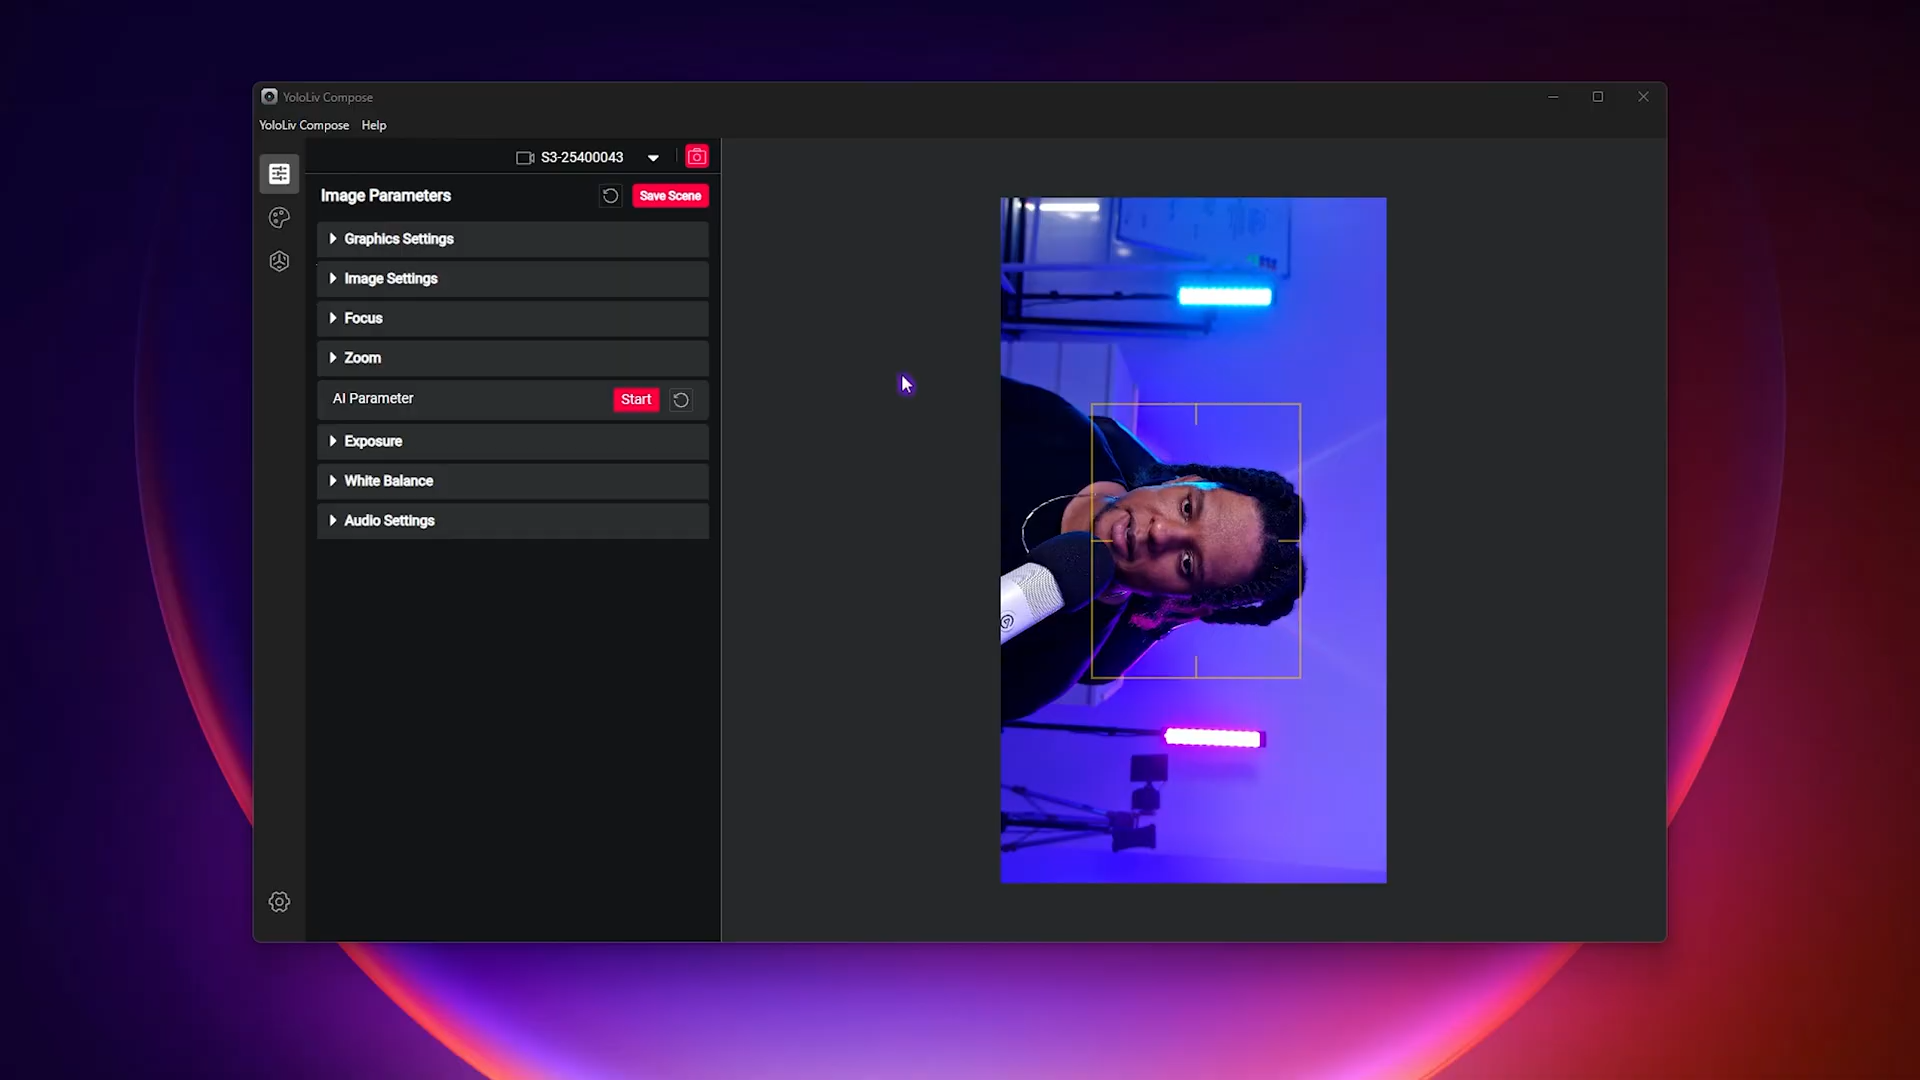 YoloLiv Compose
YoloLiv Compose Help
S3-25400043
Image Parameters Save Scene
Graphics Settings
Image Settings
Focus
Zoom
AI Parameter Start
Exposure
White Balance
Audio Settings